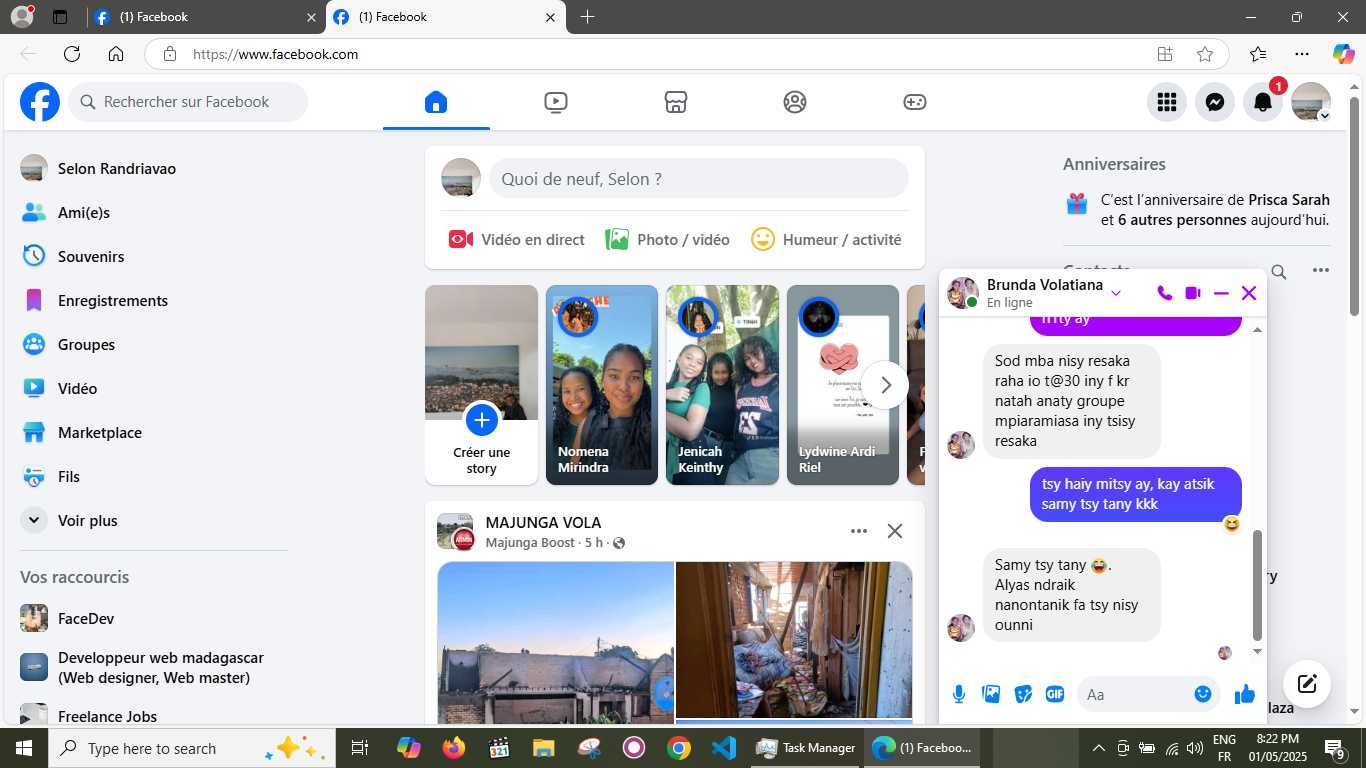 (1) Facebook
(1) Facebook
https://www.facebook.com
Rechercher sur Facebook
1
Selon Randriavao
Ami(e)s
Souvenirs
Enregistrements
Groupes
Vidéo
Marketplace
Fils
Voir plus
Vos raccourcis
FaceDev
Developpeur web madagascar
(Web designer, Web master)
Freelance Jobs
Quoi de neuf, Selon ?
Vidéo en direct
Photo / vidéo
Humeur / activité
Créer une
story
Nomena
Mirindra
Jenicah
Keinthy
Lydwine Ardi
Riel
MAJUNGA VOLA
Majunga Boost · 5 h ·
Anniversaires
C'est l'anniversaire de Prisca Sarah
et 6 autres personnes aujourd'hui.
Contacts
Brunda Volatiana
En ligne
Sod mba nisy resaka
raha io t@30 iny f kr
natah anaty groupe
mpiaramiasa iny tsisy
resaka
tsy haiy mitsy ay, kay atsik
samy tsy tany kkk
Samy tsy tany 😂.
Alyas ndraik
nanontanik fa tsy nisy
ounni
GIF
Aa
Type here to search
321
Task Manager
(1) Faceboo...
ENG
FR
8:22 PM
01/05/2025
9